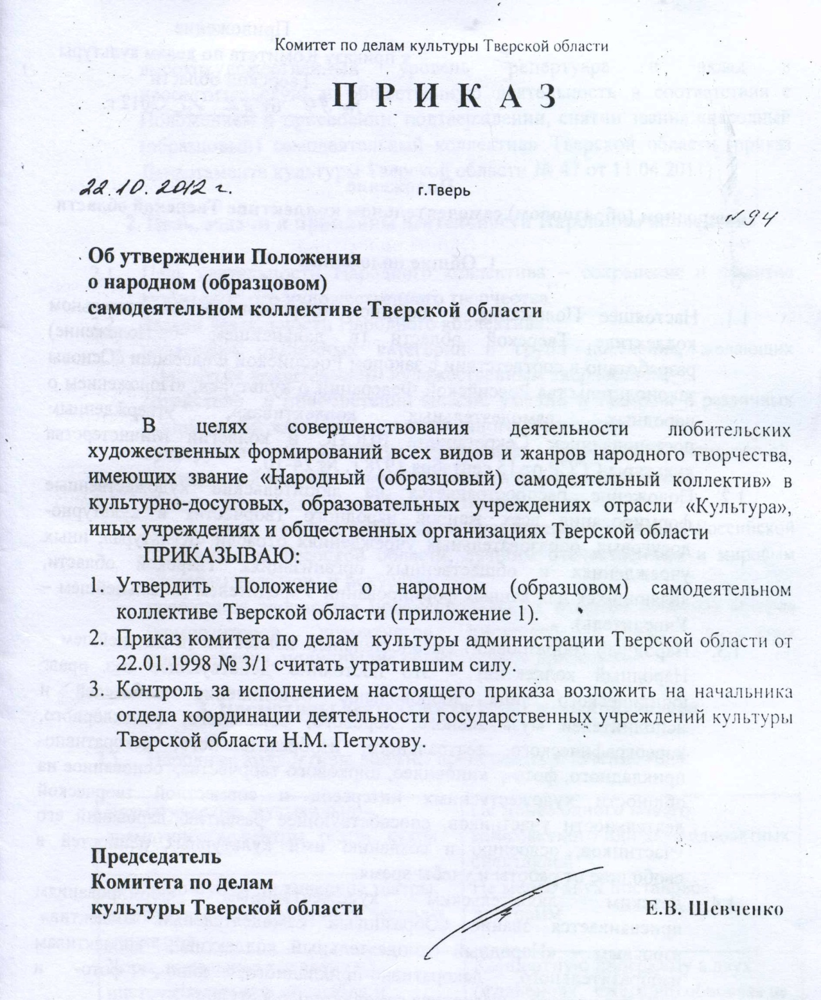 Комитет по делам культуры Тверской области
П Р И К А З
22.10.2012 г.
г.Тверь
№ 94
Об утверждении Положения
о народном (образцовом)
самодеятельном коллективе Тверской области
В целях совершенствования деятельности любительских
художественных формирований всех видов и жанров народного творчества,
имеющих звание «Народный (образцовый) самодеятельный коллектив» в
культурно-досуговых, образовательных учреждениях отрасли «Культура»,
иных учреждениях и общественных организациях Тверской области
ПРИКАЗЫВАЮ:
1. Утвердить Положение о народном (образцовом) самодеятельном
коллективе Тверской области (приложение 1).
2. Приказ комитета по делам культуры администрации Тверской области от
22.01.1998 № 3/1 считать утратившим силу.
3. Контроль за исполнением настоящего приказа возложить на начальника
отдела координации деятельности государственных учреждений культуры
Тверской области Н.М. Петухову.
Председатель
Комитета по делам
культуры Тверской области
Е.В. Шевченко